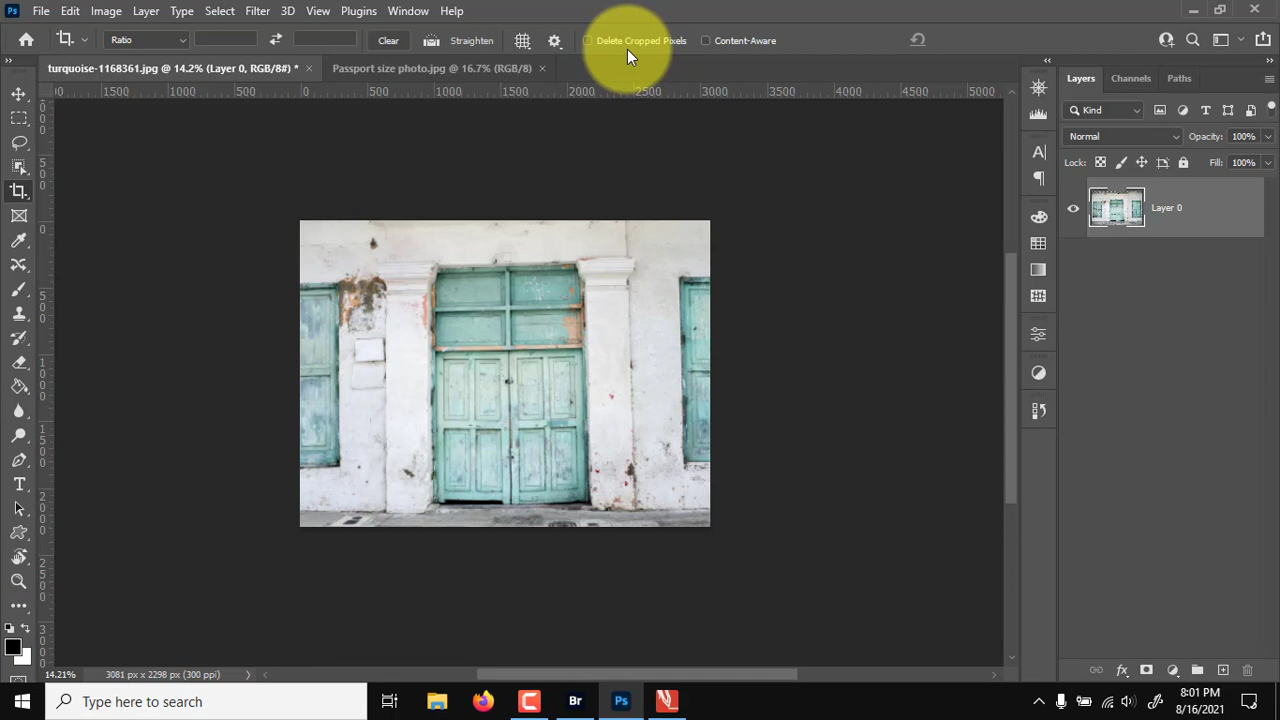 Ps File Edit Image Layer Type Select Filter 3D View Plugins Window Help
Ratio Clear Straighten Delete Cropped Pixels Content-Aware
turquoise-1168361.jpg @ 14.2% (Layer 0, RGB/8#) * × Passport size photo.jpg @ 16.7% (RGB/8) ×
Layers Channels Paths
1500 1000 500 0 500 1000 1500 2000 2500 3000 3500 4000 4500 5000
Kind
Normal Opacity: 100%
Lock: Fill: 100%
Layer 0
14.21% 3081 px x 2298 px (300 ppi)
Type here to search
Br Ps
8:01 PM
8/16/2021